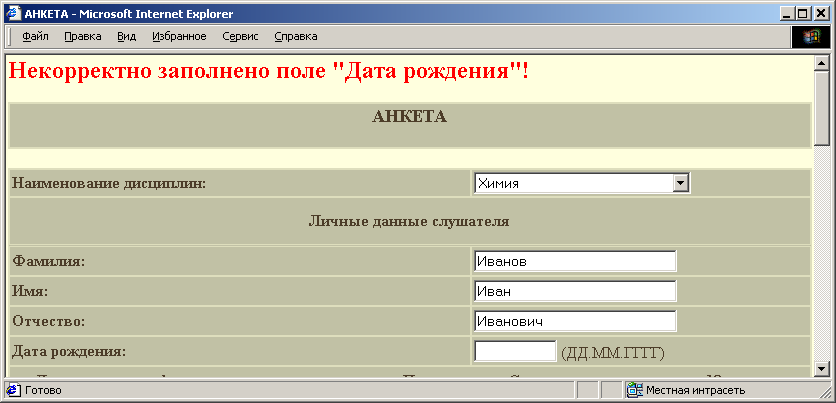 АНКЕТА - Microsoft Internet Explorer
Файл Правка Вид Избранное Сервис Справка
Некорректно заполнено поле "Дата рождения"!
АНКЕТА
Наименование дисциплин: Химия
Личные данные слушателя
Фамилия: Иванов
Имя: Иван
Отчество: Иванович
Дата рождения: (ДД.ММ.ГГГГ)
Готово Местная интрасеть